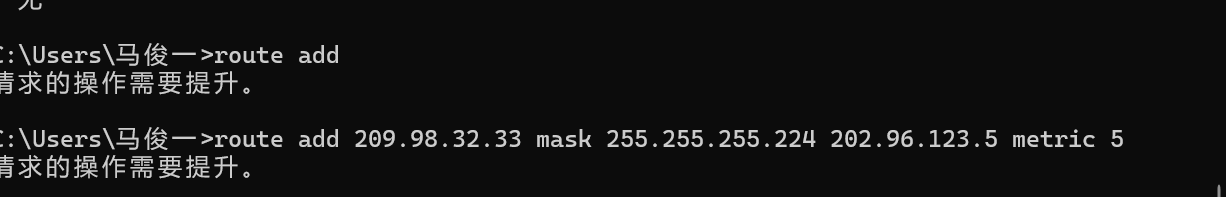 无
C:\Users\马俊一>route add
请求的操作需要提升。
C:\Users\马俊一>route add 209.98.32.33 mask 255.255.255.224 202.96.123.5 metric 5
请求的操作需要提升。